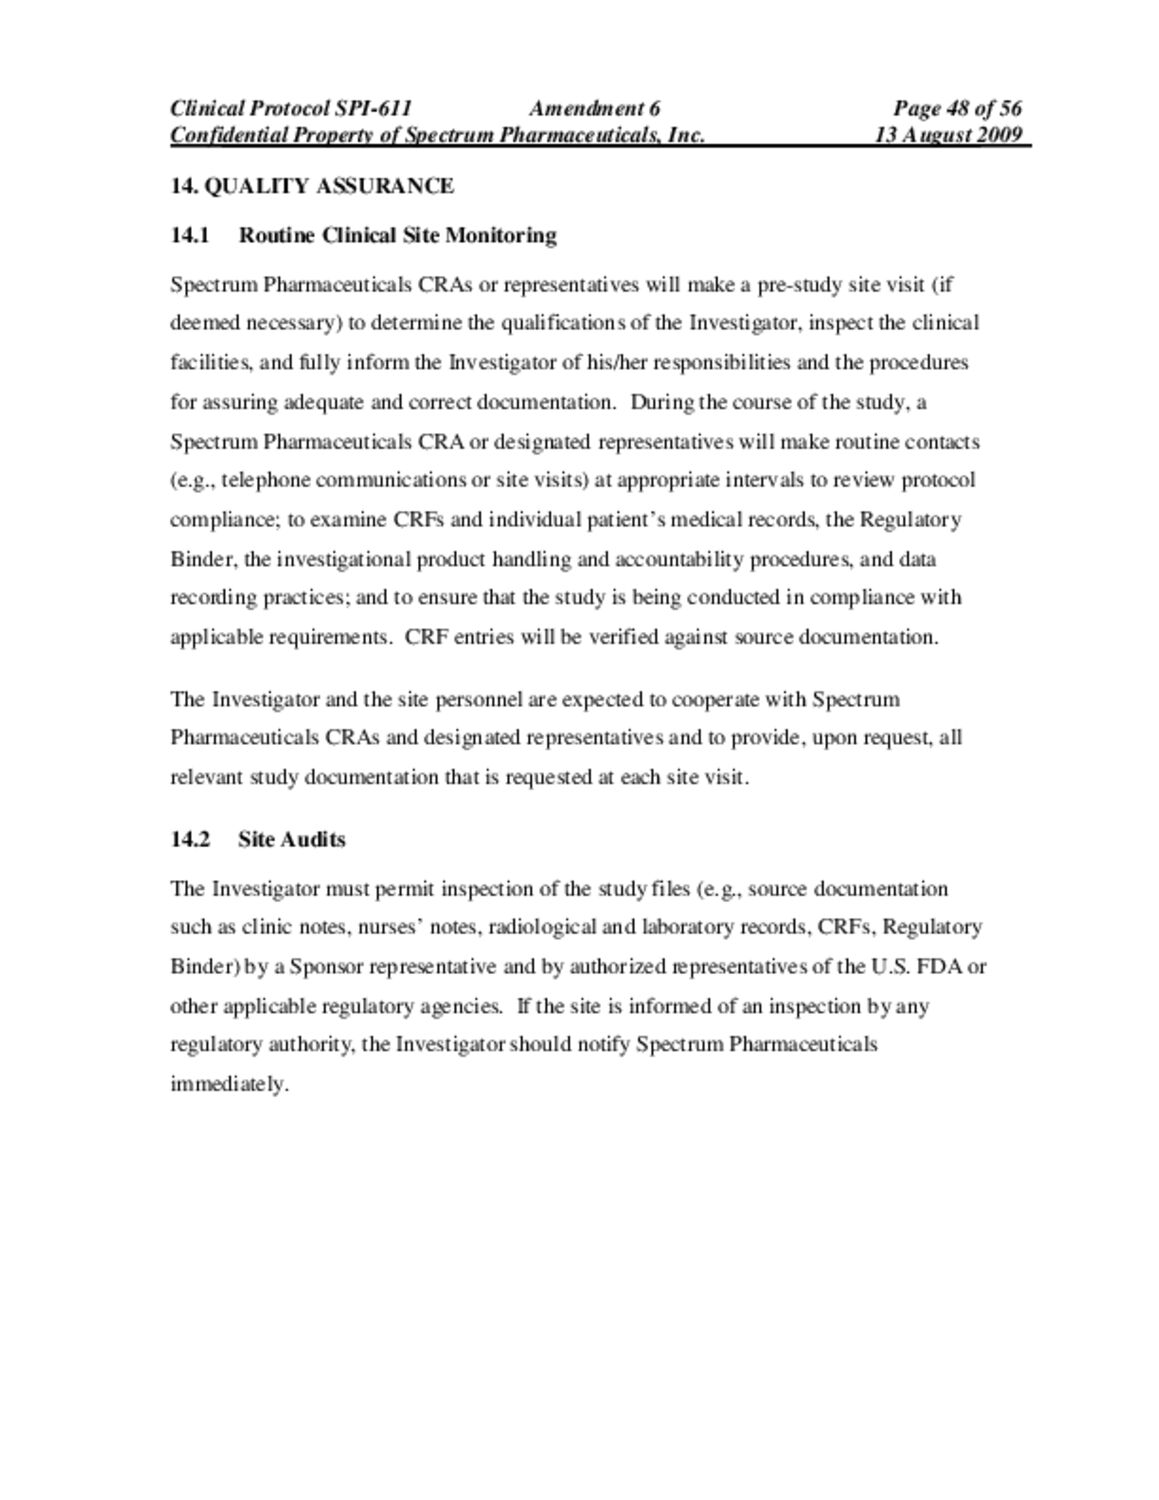 Clinical Protocol SPI-611 Amendment 6 Page 48 of 56
Confidential Property of Spectrum Pharmaceuticals, Inc. 13 August 2009
14. QUALITY ASSURANCE
14.1 Routine Clinical Site Monitoring
Spectrum Pharmaceuticals CRAs or representatives will make a pre-study site visit (if
deemed necessary) to determine the qualifications of the Investigator, inspect the clinical
facilities, and fully inform the Investigator of his/her responsibilities and the procedures
for assuring adequate and correct documentation. During the course of the study, a
Spectrum Pharmaceuticals CRA or designated representatives will make routine contacts
(e.g., telephone communications or site visits) at appropriate intervals to review protocol
compliance; to examine CRFs and individual patient's medical records, the Regulatory
Binder, the investigational product handling and accountability procedures, and data
recording practices; and to ensure that the study is being conducted in compliance with
applicable requirements. CRF entries will be verified against source documentation.
The Investigator and the site personnel are expected to cooperate with Spectrum
Pharmaceuticals CRAs and designated representatives and to provide, upon request, all
relevant study documentation that is requested at each site visit.
14.2 Site Audits
The Investigator must permit inspection of the study files (e.g., source documentation
such as clinic notes, nurses' notes, radiological and laboratory records, CRFs, Regulatory
Binder) by a Sponsor representative and by authorized representatives of the U.S. FDA or
other applicable regulatory agencies. If the site is informed of an inspection by any
regulatory authority, the Investigator should notify Spectrum Pharmaceuticals
immediately.